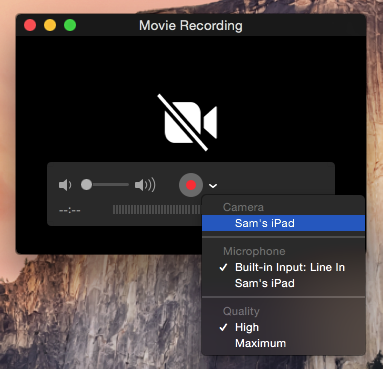 Movie Recording
--:--
Camera
Sam's iPad
Microphone
✓ Built-in Input: Line In
Sam's iPad
Quality
✓ High
Maximum